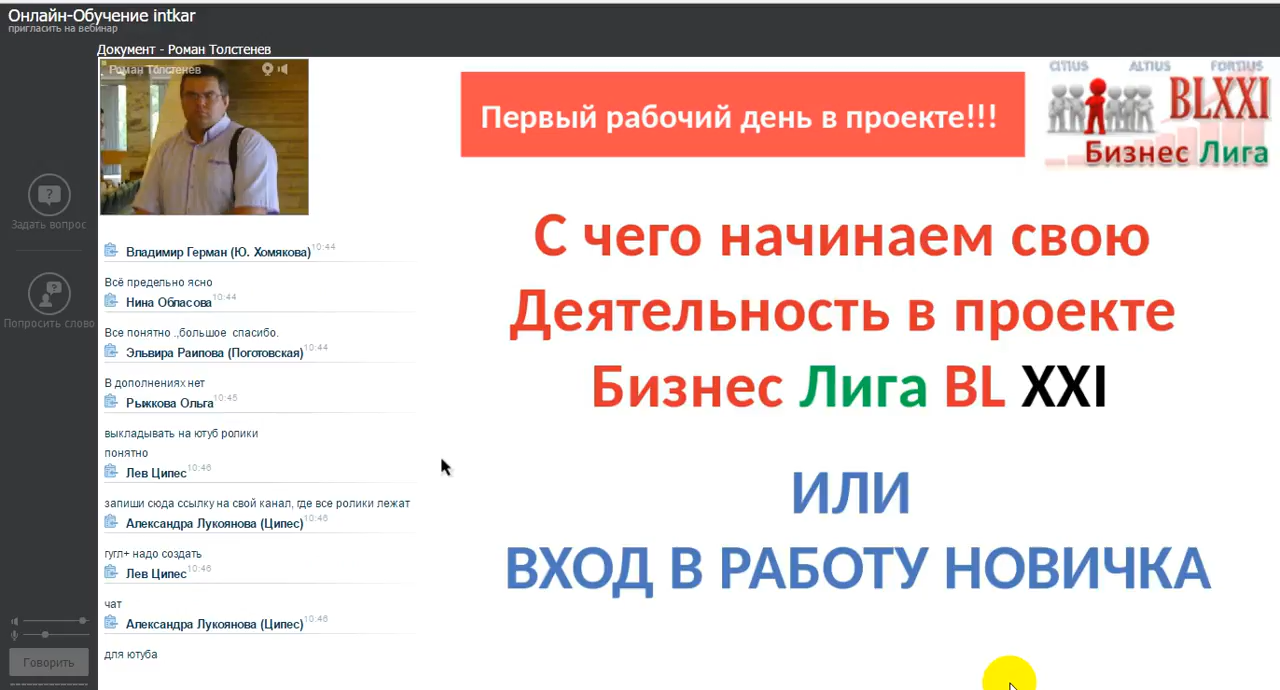 Онлайн-Обучение intkar
пригласить на вебинар
Документ - Роман Толстенев
Роман Толстенев
Задать вопрос
Попросить слово
Говорить
Владимир Герман (Ю. Хомякова) 10:44
Всё предельно ясно
Нина Обласова 10:44
Все понятно .,большое спасибо.
Эльвира Раипова (Поготовская) 10:44
В дополнениях нет
Рыжкова Ольга 10:45
выкладывать на ютуб ролики
понятно
Лев Ципес 10:46
запиши сюда ссылку на свой канал, где все ролики лежат
Александра Лукоянова (Ципес) 10:46
гугл+ надо создать
Лев Ципес 10:46
чат
Александра Лукоянова (Ципес) 10:46
для ютуба
Первый рабочий день в проекте!!!
CITIUS ALTIUS FORTIUS
BLXXI
Бизнес Лига
С чего начинаем свою
Деятельность в проекте
Бизнес Лига BL XXI
ИЛИ
ВХОД В РАБОТУ НОВИЧКА